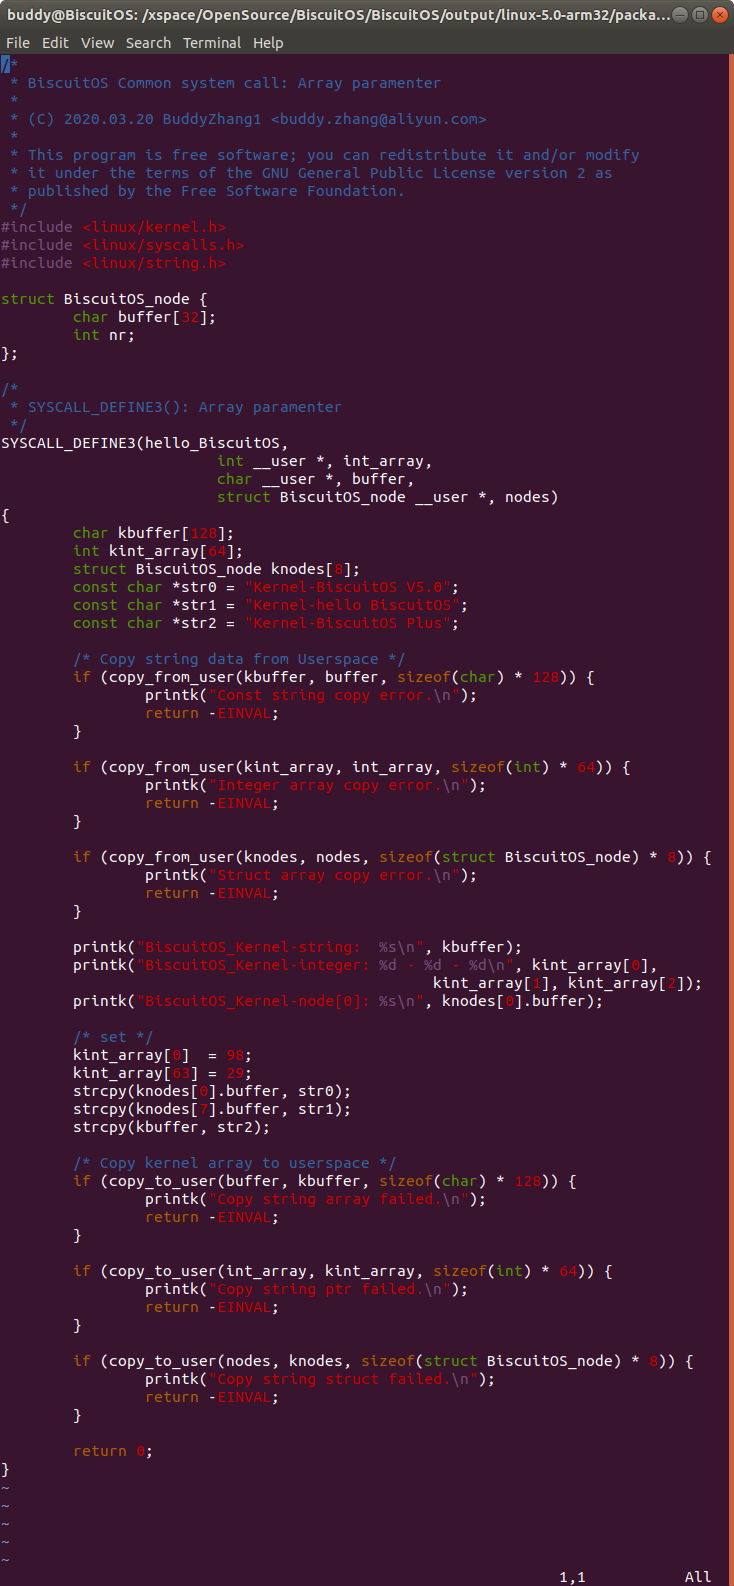 buddy@BiscuitOS: /xspace/OpenSource/BiscuitOS/BiscuitOS/output/linux-5.0-arm32/packa...
File Edit View Search Terminal Help
/*
 * BiscuitOS Common system call: Array paramenter
 *
 * (C) 2020.03.20 BuddyZhang1 <buddy.zhang@aliyun.com>
 *
 * This program is free software; you can redistribute it and/or modify
 * it under the terms of the GNU General Public License version 2 as
 * published by the Free Software Foundation.
 */
#include <linux/kernel.h>
#include <linux/syscalls.h>
#include <linux/string.h>

struct BiscuitOS_node {
        char buffer[32];
        int nr;
};

/*
 * SYSCALL_DEFINE3(): Array paramenter
 */
SYSCALL_DEFINE3(hello_BiscuitOS,
                        int __user *, int_array,
                        char __user *, buffer,
                        struct BiscuitOS_node __user *, nodes)
{
        char kbuffer[128];
        int kint_array[64];
        struct BiscuitOS_node knodes[8];
        const char *str0 = "Kernel-BiscuitOS V5.0";
        const char *str1 = "Kernel-hello BiscuitOS";
        const char *str2 = "Kernel-BiscuitOS Plus";

        /* Copy string data from Userspace */
        if (copy_from_user(kbuffer, buffer, sizeof(char) * 128)) {
                printk("Const string copy error.\n");
                return -EINVAL;
        }

        if (copy_from_user(kint_array, int_array, sizeof(int) * 64)) {
                printk("Integer array copy error.\n");
                return -EINVAL;
        }

        if (copy_from_user(knodes, nodes, sizeof(struct BiscuitOS_node) * 8)) {
                printk("Struct array copy error.\n");
                return -EINVAL;
        }

        printk("BiscuitOS_Kernel-string:  %s\n", kbuffer);
        printk("BiscuitOS_Kernel-integer: %d - %d - %d\n", kint_array[0],
                                                kint_array[1], kint_array[2]);
        printk("BiscuitOS_Kernel-node[0]: %s\n", knodes[0].buffer);

        /* set */
        kint_array[0]  = 98;
        kint_array[63] = 29;
        strcpy(knodes[0].buffer, str0);
        strcpy(knodes[7].buffer, str1);
        strcpy(kbuffer, str2);

        /* Copy kernel array to userspace */
        if (copy_to_user(buffer, kbuffer, sizeof(char) * 128)) {
                printk("Copy string array failed.\n");
                return -EINVAL;
        }

        if (copy_to_user(int_array, kint_array, sizeof(int) * 64)) {
                printk("Copy string ptr failed.\n");
                return -EINVAL;
        }

        if (copy_to_user(nodes, knodes, sizeof(struct BiscuitOS_node) * 8)) {
                printk("Copy string struct failed.\n");
                return -EINVAL;
        }

        return 0;
}
~
~
~
~
~
1,1 All